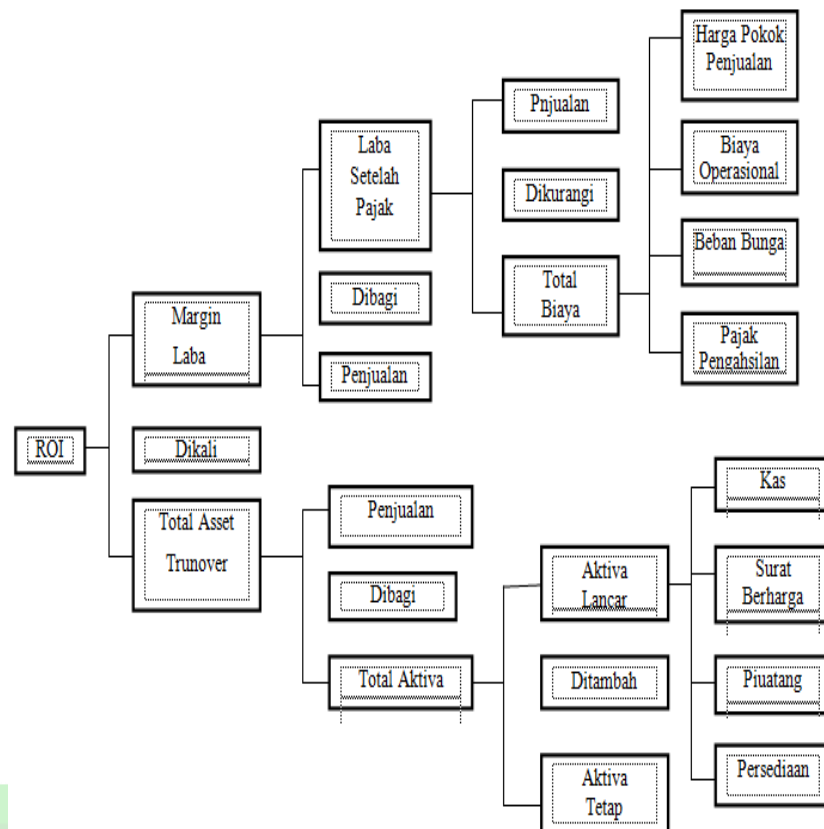 Harga Pokok
Penjualan
Pnjualan
Laba
Setelah
Pajak
Biaya
Operasional
Dikurangi
Beban Bunga
Total
Biaya
Dibagi
Margin
Laba
Pajak
Pengahsilan
Penjualan
ROI
Dikali
Kas
Penjualan
Total Asset
Trunover
Aktiva
Lancar
Surat
Berharga
Dibagi
Total Aktiva
Ditambah
Piuatang
Persediaan
Aktiva
Tetap